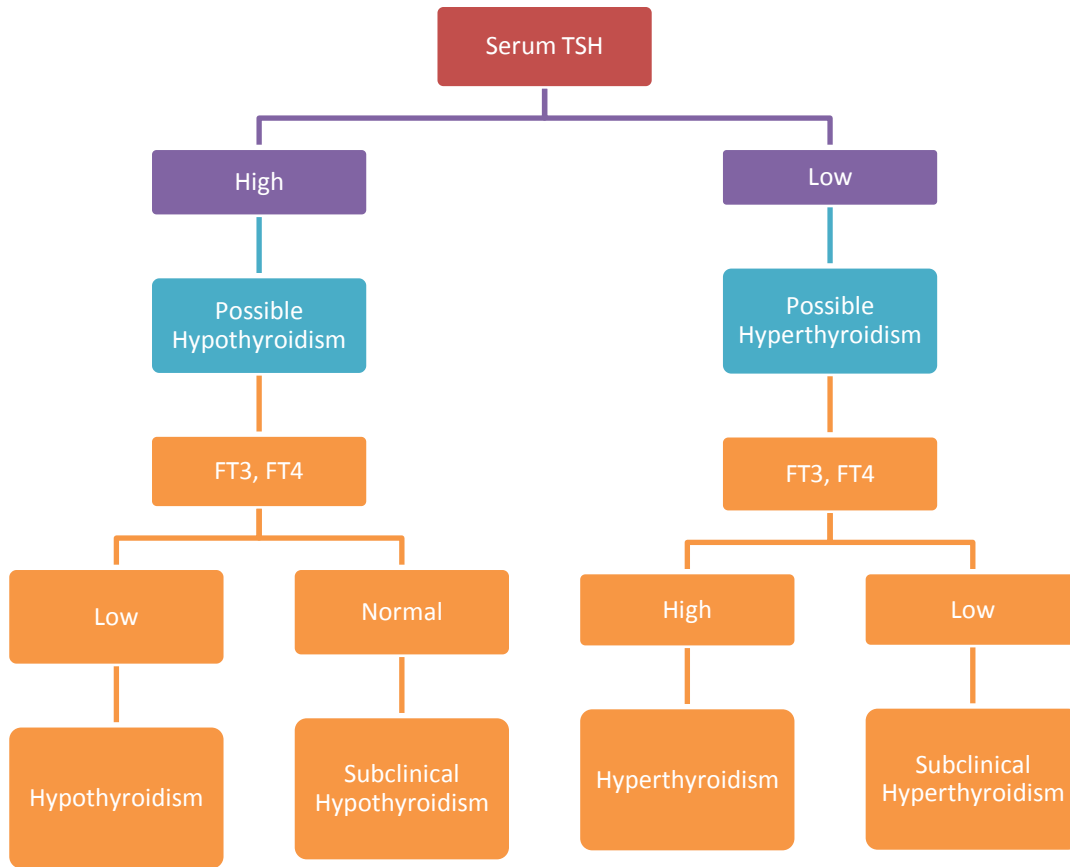 Serum TSH
High
Low
Possible
Hypothyroidism
Possible
Hyperthyroidism
FT3, FT4
FT3, FT4
Low
Normal
High
Low
Hypothyroidism
Subclinical
Hypothyroidism
Hyperthyroidism
Subclinical
Hyperthyroidism